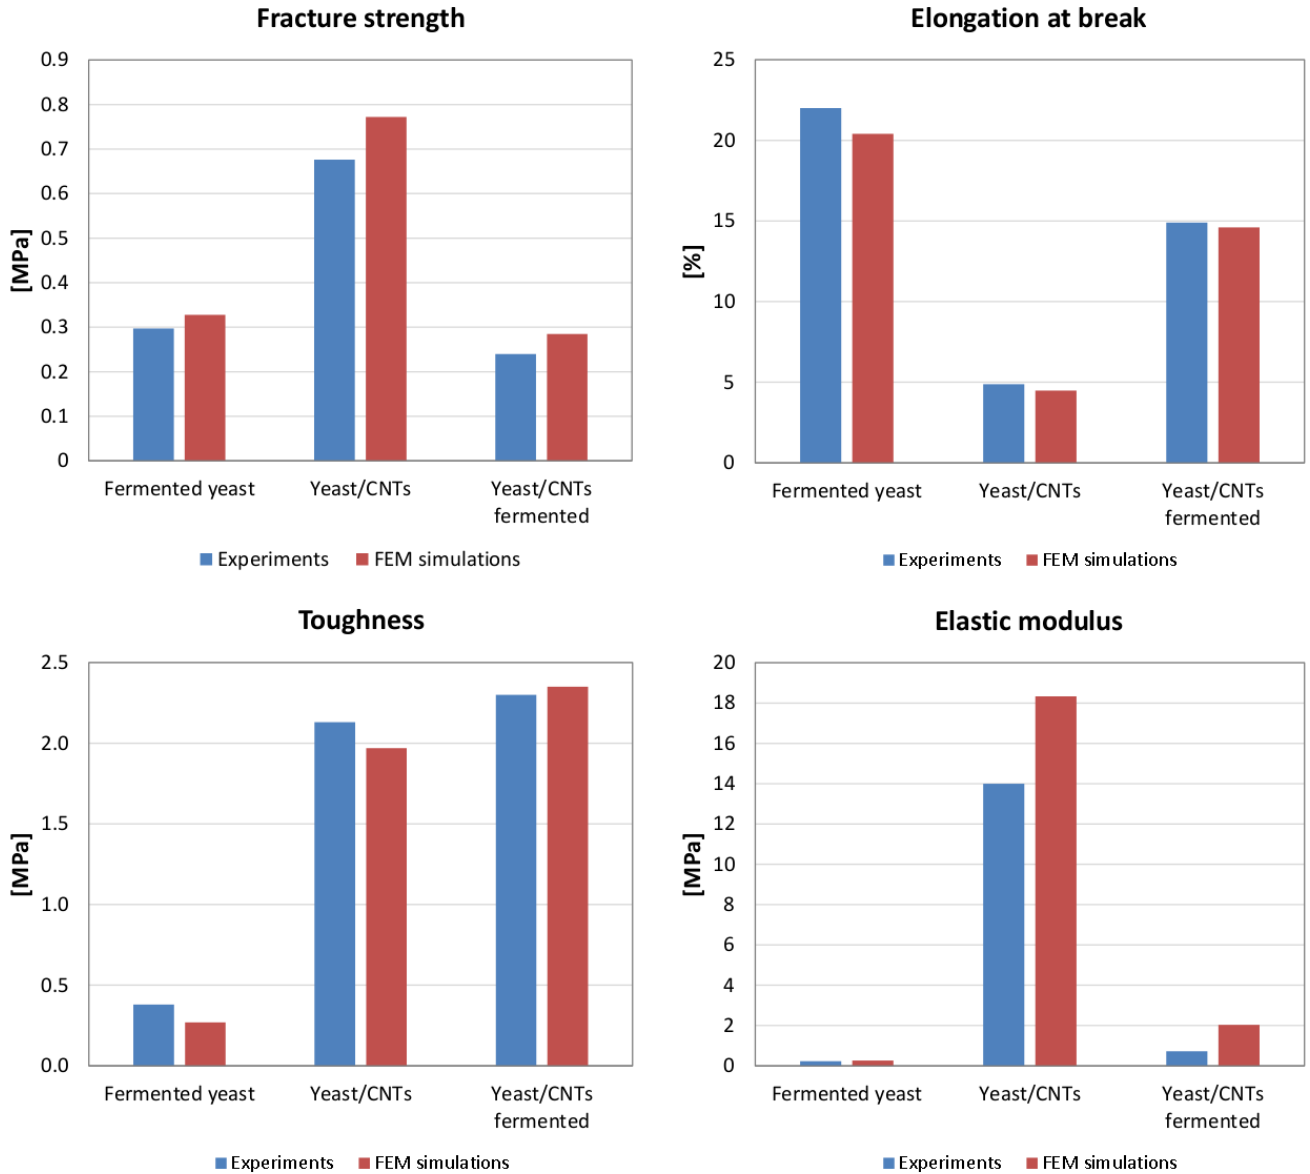 Fracture strength
0.9
0.8
0.7
0.6
0.5
0.4
0.3
0.2
0.1
0
[MPa]
Fermented yeast
Yeast/CNTs
Yeast/CNTs
fermented
Experiments
FEM simulations
Elongation at break
25
20
15
10
5
0
[%]
Fermented yeast
Yeast/CNTs
Yeast/CNTs
fermented
Experiments
FEM simulations
Toughness
2.5
2.0
1.5
1.0
0.5
0.0
[MPa]
Fermented yeast
Yeast/CNTs
Yeast/CNTs
fermented
Experiments
FEM simulations
Elastic modulus
20
18
16
14
12
10
8
6
4
2
0
[MPa]
Fermented yeast
Yeast/CNTs
Yeast/CNTs
fermented
Experiments
FEM simulations